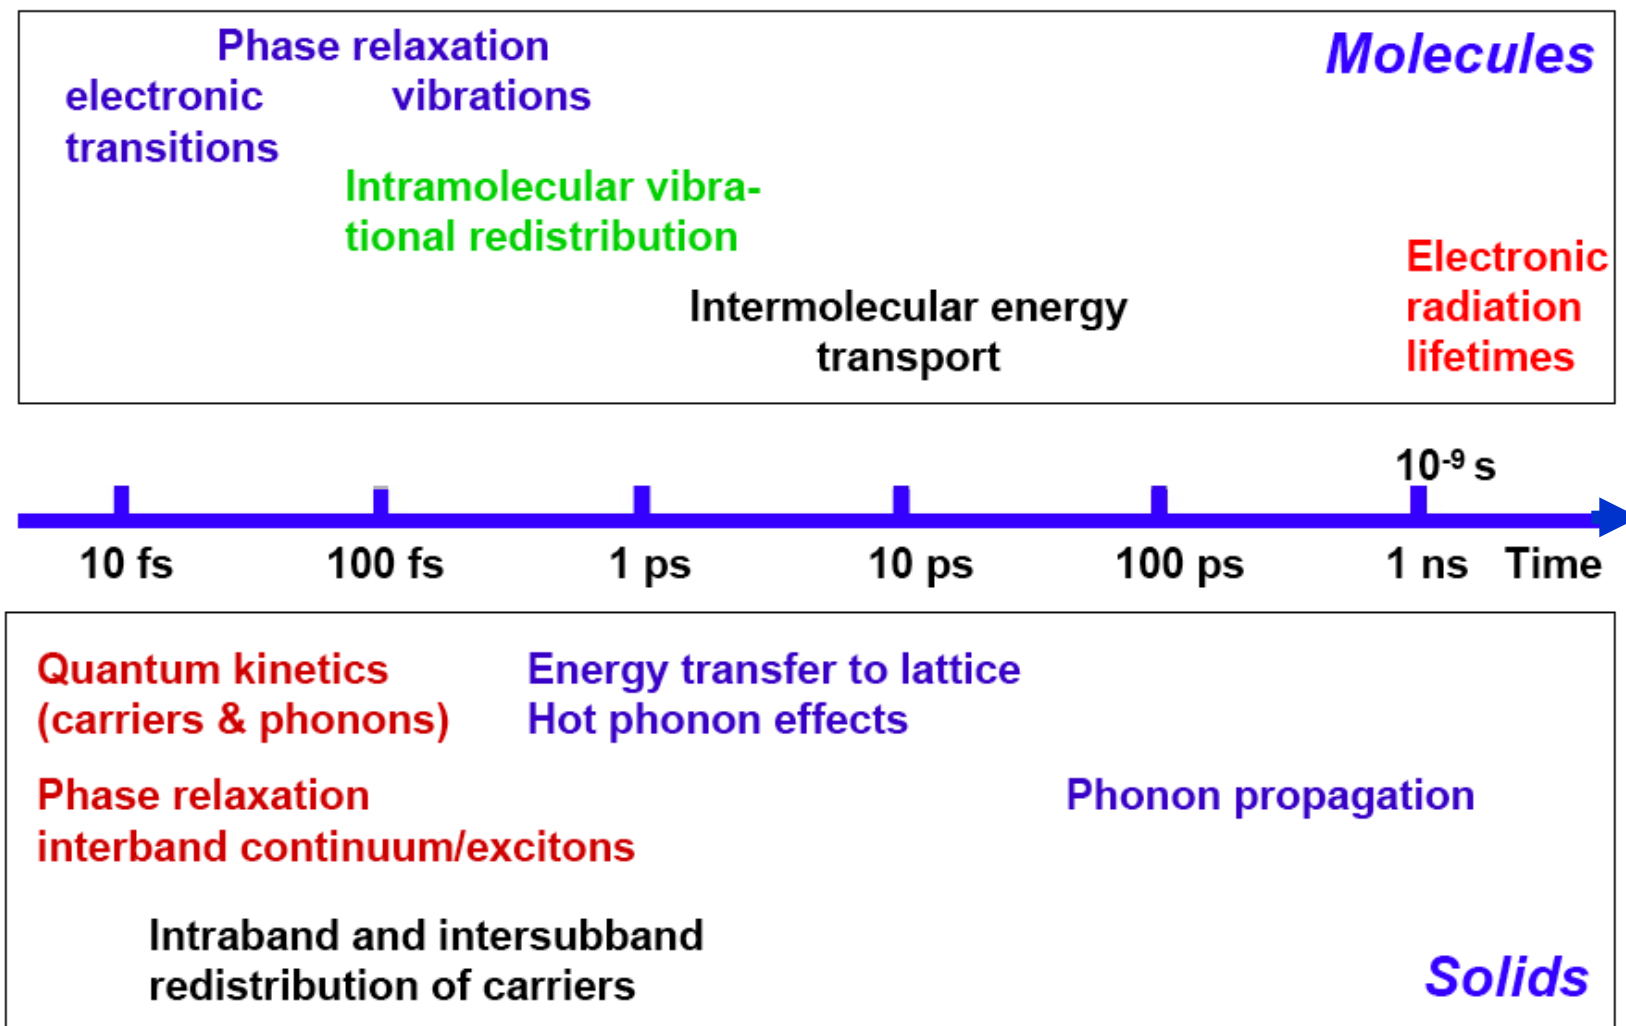 Phase relaxation
Molecules
electronic vibrations
transitions
Intramolecular vibra-
tional redistribution
Electronic
radiation
lifetimes
Intermolecular energy
transport
10⁻⁹ s
10 fs 100 fs 1 ps 10 ps 100 ps 1 ns Time
Quantum kinetics
(carriers & phonons)
Energy transfer to lattice
Hot phonon effects
Phase relaxation
interband continuum/excitons
Phonon propagation
Intraband and intersubband
redistribution of carriers
Solids